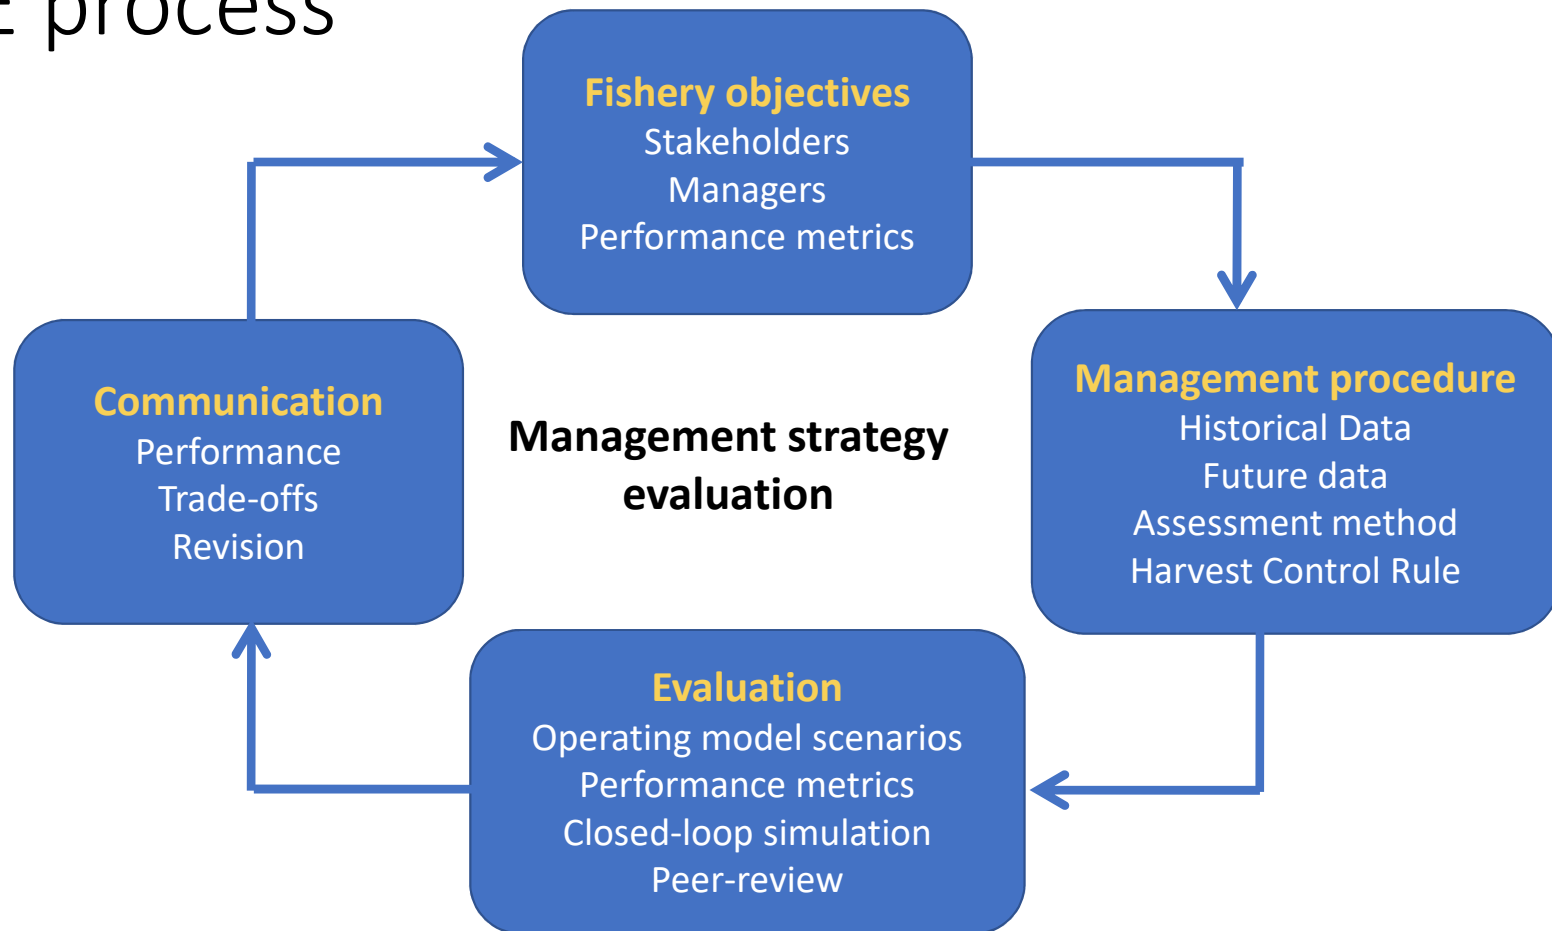 E process
Fishery objectives
Stakeholders
Managers
Performance metrics
Communication
Performance
Trade-offs
Revision
Management strategy
evaluation
Management procedure
Historical Data
Future data
Assessment method
Harvest Control Rule
Evaluation
Operating model scenarios
Performance metrics
Closed-loop simulation
Peer-review